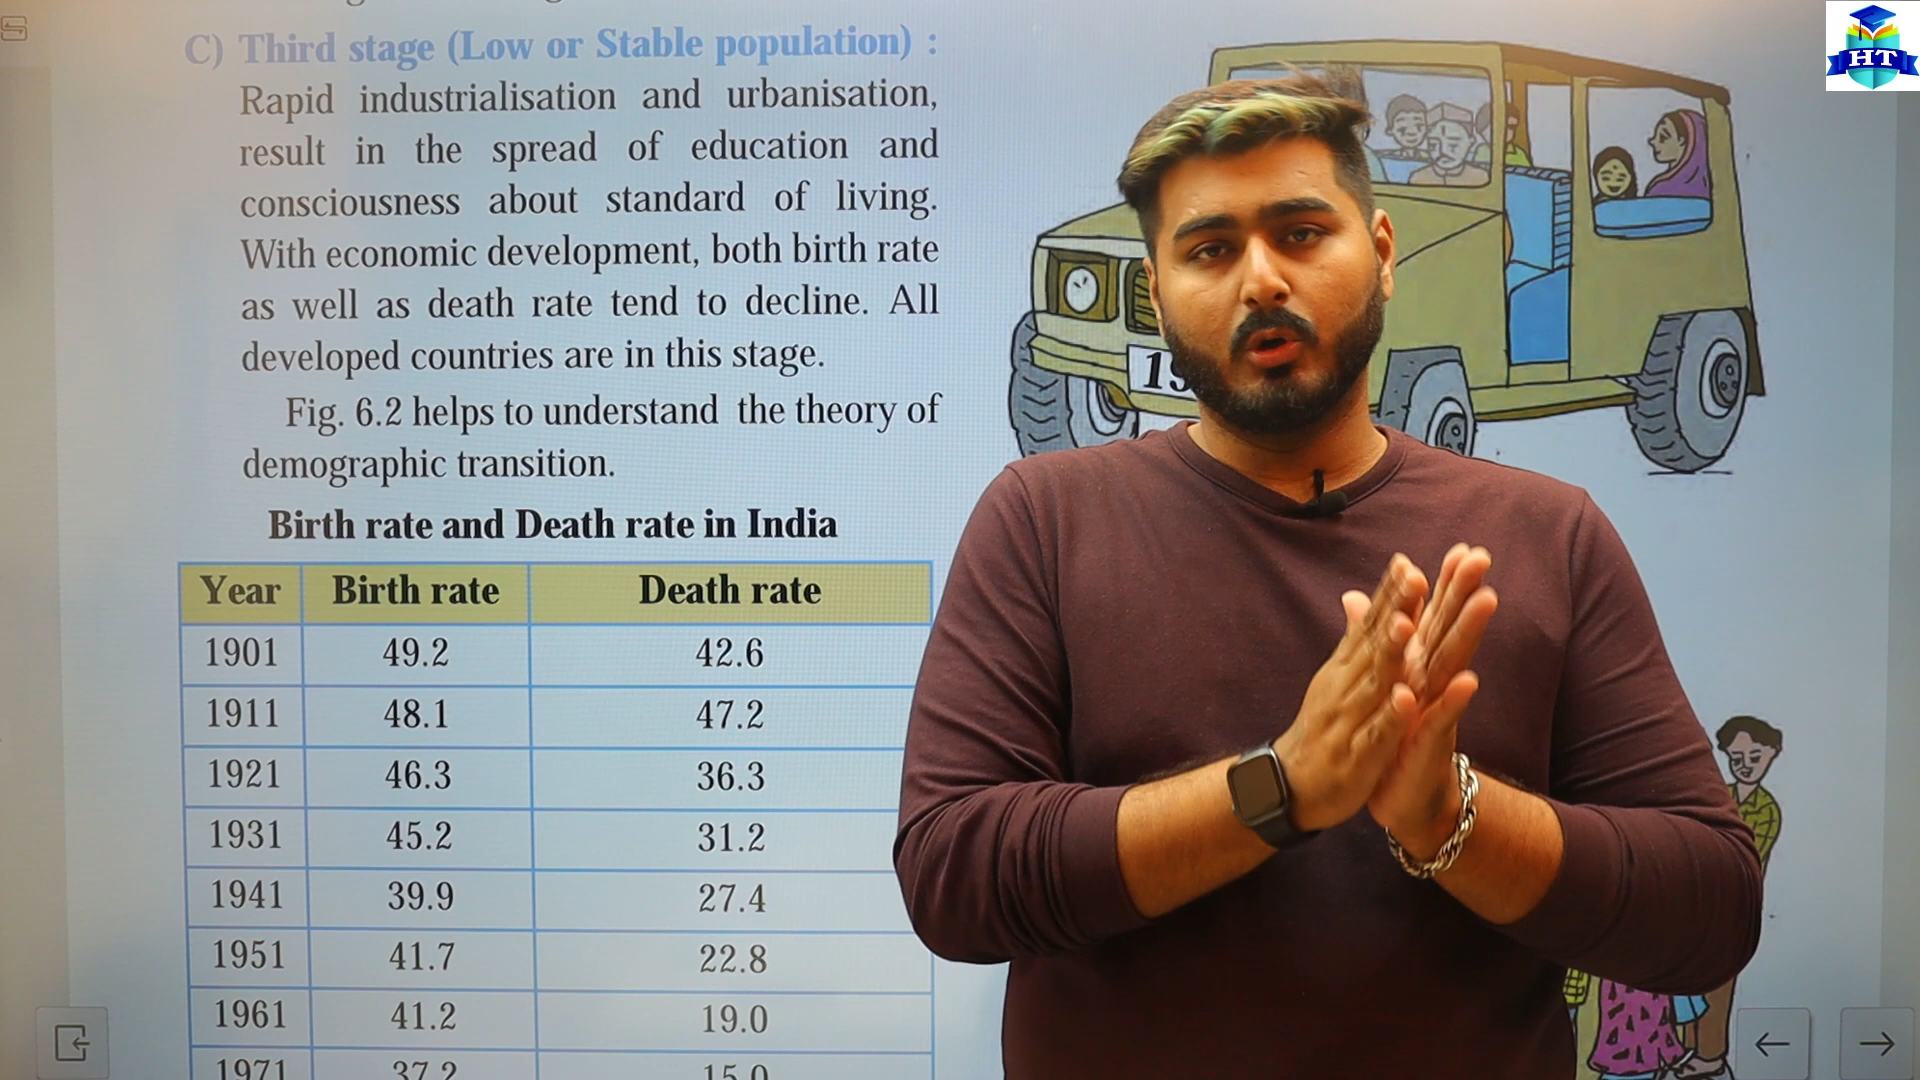 C) Third stage (Low or Stable population) :
Rapid industrialisation and urbanisation,
result in the spread of education and
consciousness about standard of living.
With economic development, both birth rate
as well as death rate tend to decline. All
developed countries are in this stage.
Fig. 6.2 helps to understand the theory of
demographic transition.
Birth rate and Death rate in India
Year Birth rate Death rate
1901 49.2 42.6
1911 48.1 47.2
1921 46.3 36.3
1931 45.2 31.2
1941 39.9 27.4
1951 41.7 22.8
1961 41.2 19.0
1971 37.2 15.0
HT